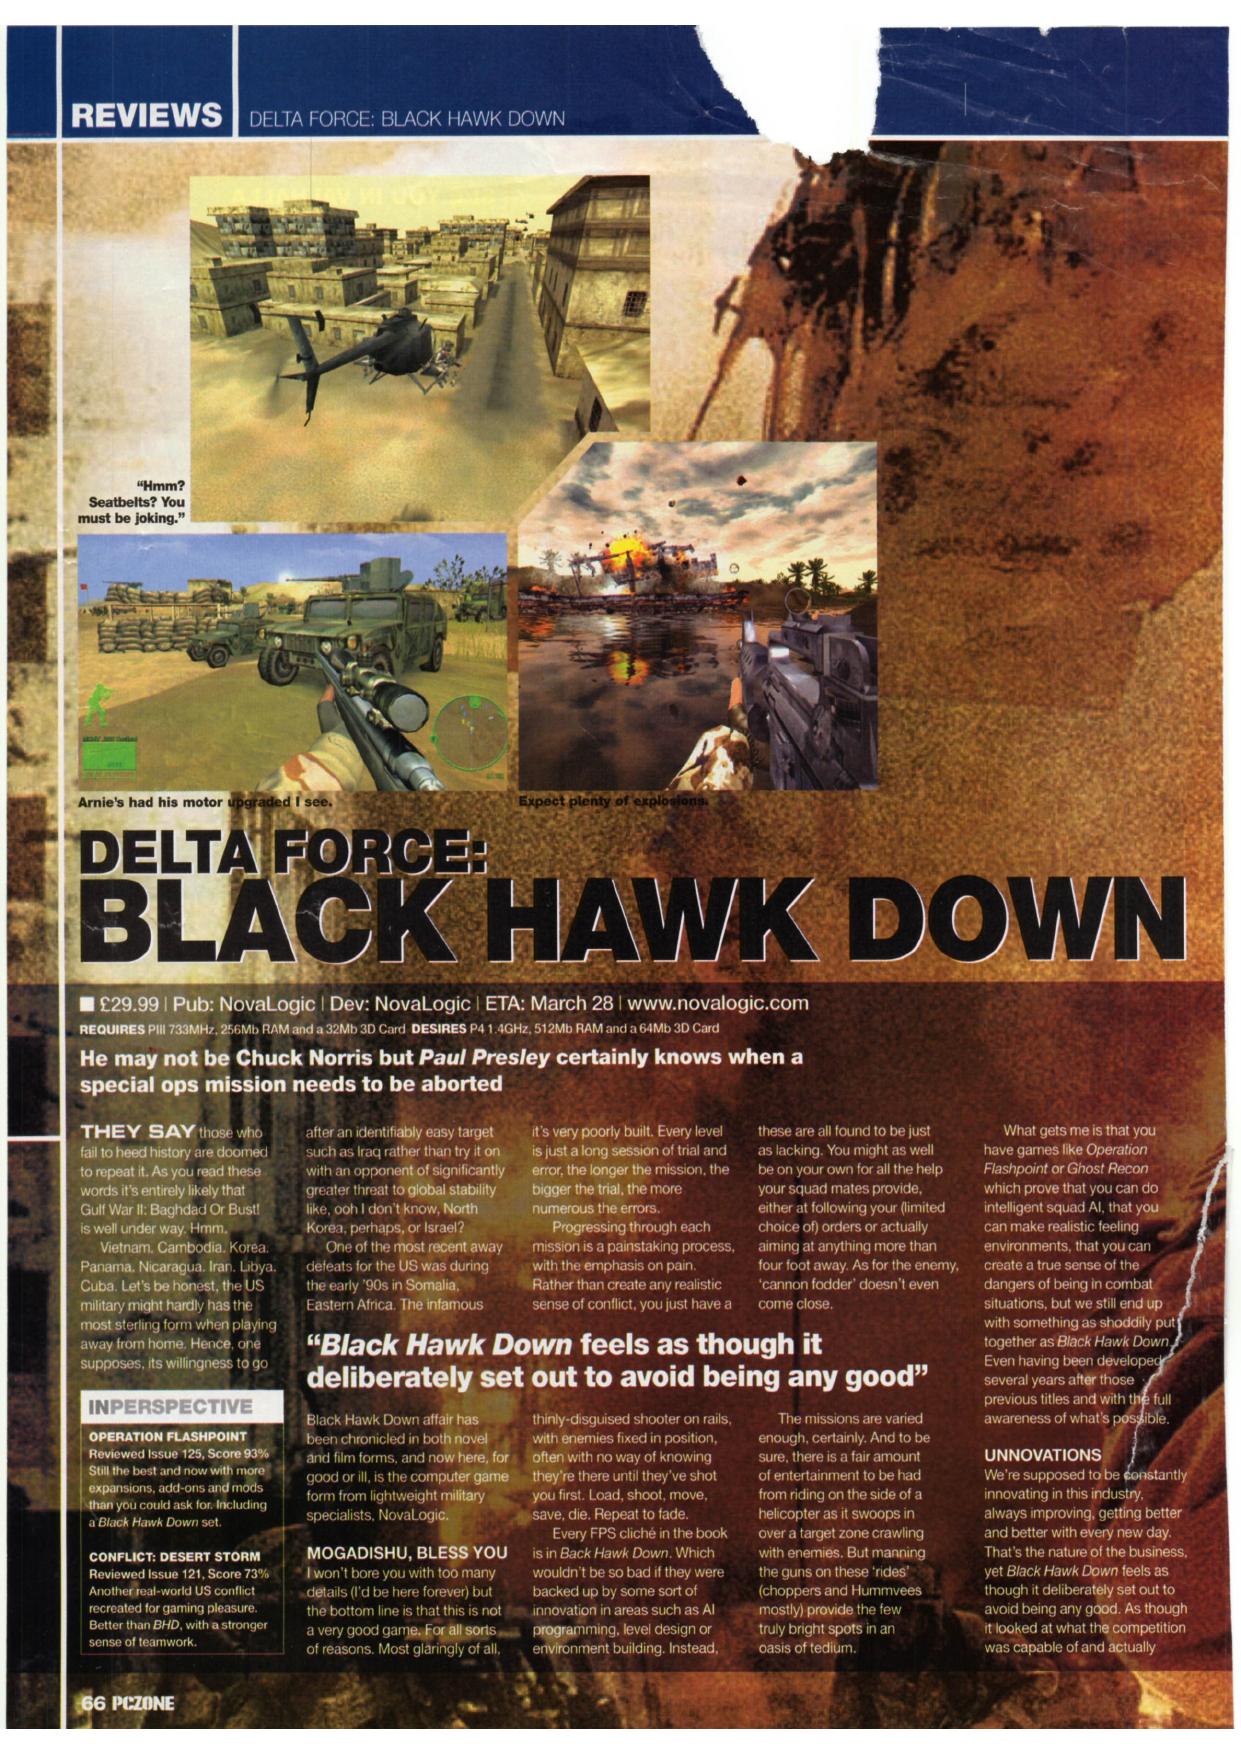 REVIEWS
DELTA FORCE: BLACK HAWK DOWN
“Hmm?
Seatbelts? You
must be joking.”
Arnie's had his motor upgraded I see.
Expect plenty of explosions.
DELTA FORCE:
BLACK HAWK DOWN
■ £29.99 | Pub: NovaLogic | Dev: NovaLogic | ETA: March 28 | www.novalogic.com
REQUIRES PIII 733MHz, 256Mb RAM and a 32Mb 3D Card DESIRES P4 1.4GHz, 512Mb RAM and a 64Mb 3D Card
He may not be Chuck Norris but Paul Presley certainly knows when a
special ops mission needs to be aborted
THEY SAY those who
fail to heed history are doomed
to repeat it. As you read these
words it's entirely likely that
Gulf War II: Baghdad Or Bust!
is well under way. Hmm.
Vietnam. Cambodia. Korea.
Panama. Nicaragua. Iran. Libya.
Cuba. Let's be honest, the US
military might hardly has the
most sterling form when playing
away from home. Hence, one
supposes, its willingness to go
after an identifiably easy target
such as Iraq rather than try it on
with an opponent of significantly
greater threat to global stability
like, ooh I don't know, North
Korea, perhaps, or Israel?
One of the most recent away
defeats for the US was during
the early '90s in Somalia,
Eastern Africa. The infamous
Black Hawk Down affair has
been chronicled in both novel
and film forms, and now here, for
good or ill, is the computer game
form from lightweight military
specialists, NovaLogic.
MOGADISHU, BLESS YOU
I won't bore you with too many
details (I'd be here forever) but
the bottom line is that this is not
a very good game. For all sorts
of reasons. Most glaringly of all,
it's very poorly built. Every level
is just a long session of trial and
error, the longer the mission, the
bigger the trial, the more
numerous the errors.
Progressing through each
mission is a painstaking process,
with the emphasis on pain.
Rather than create any realistic
sense of conflict, you just have a
thinly-disguised shooter on rails,
with enemies fixed in position,
often with no way of knowing
they're there until they've shot
you first. Load, shoot, move,
save, die. Repeat to fade.
Every FPS cliché in the book
is in Back Hawk Down. Which
wouldn't be so bad if they were
backed up by some sort of
innovation in areas such as AI
programming, level design or
environment building. Instead,
these are all found to be just
as lacking. You might as well
be on your own for all the help
your squad mates provide,
either at following your (limited
choice of) orders or actually
aiming at anything more than
four foot away. As for the enemy,
'cannon fodder' doesn't even
come close.
The missions are varied
enough, certainly. And to be
sure, there is a fair amount
of entertainment to be had
from riding on the side of a
helicopter as it swoops in
over a target zone crawling
with enemies. But manning
the guns on these 'rides'
(choppers and Hummvees
mostly) provide the few
truly bright spots in an
oasis of tedium.
What gets me is that you
have games like Operation
Flashpoint or Ghost Recon
which prove that you can do
intelligent squad AI, that you
can make realistic feeling
environments, that you can
create a true sense of the
dangers of being in combat
situations, but we still end up
with something as shoddily put
together as Black Hawk Down.
Even having been developed
several years after those
previous titles and with the full
awareness of what's possible.
UNNOVATIONS
We're supposed to be constantly
innovating in this industry,
always improving, getting better
and better with every new day.
That's the nature of the business,
yet Black Hawk Down feels as
though it deliberately set out to
avoid being any good. As though
it looked at what the competition
was capable of and actually
“Black Hawk Down feels as though it
deliberately set out to avoid being any good”
INPERSPECTIVE
OPERATION FLASHPOINT
Reviewed Issue 125, Score 93%
Still the best and now with more
expansions, add-ons and mods
than you could ask for. Including
a Black Hawk Down set.
CONFLICT: DESERT STORM
Reviewed Issue 121, Score 73%
Another real-world US conflict
recreated for gaming pleasure.
Better than BHD, with a stronger
sense of teamwork.
66 PCZONE